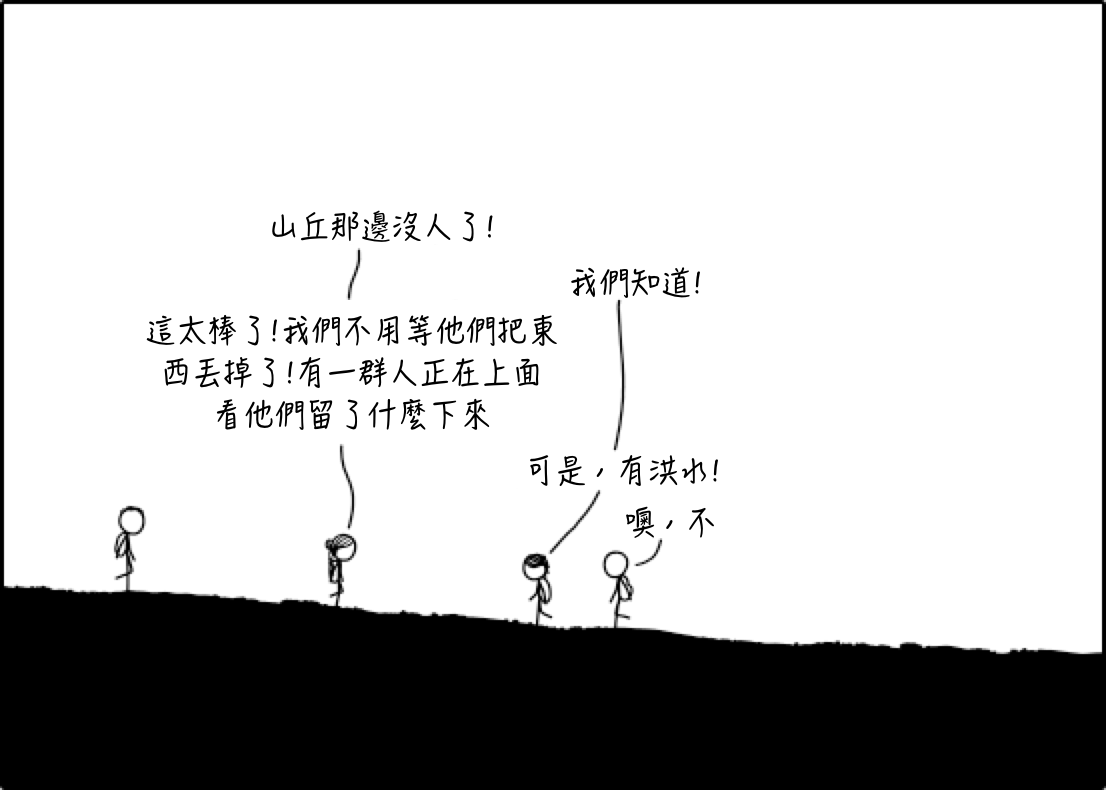 山丘那邊沒人了!
我們知道!
這太棒了!我們不用等他們把東
西丟掉了!有一群人正在上面
看他們留了什麼下來
可是，有洪水!
噢，不